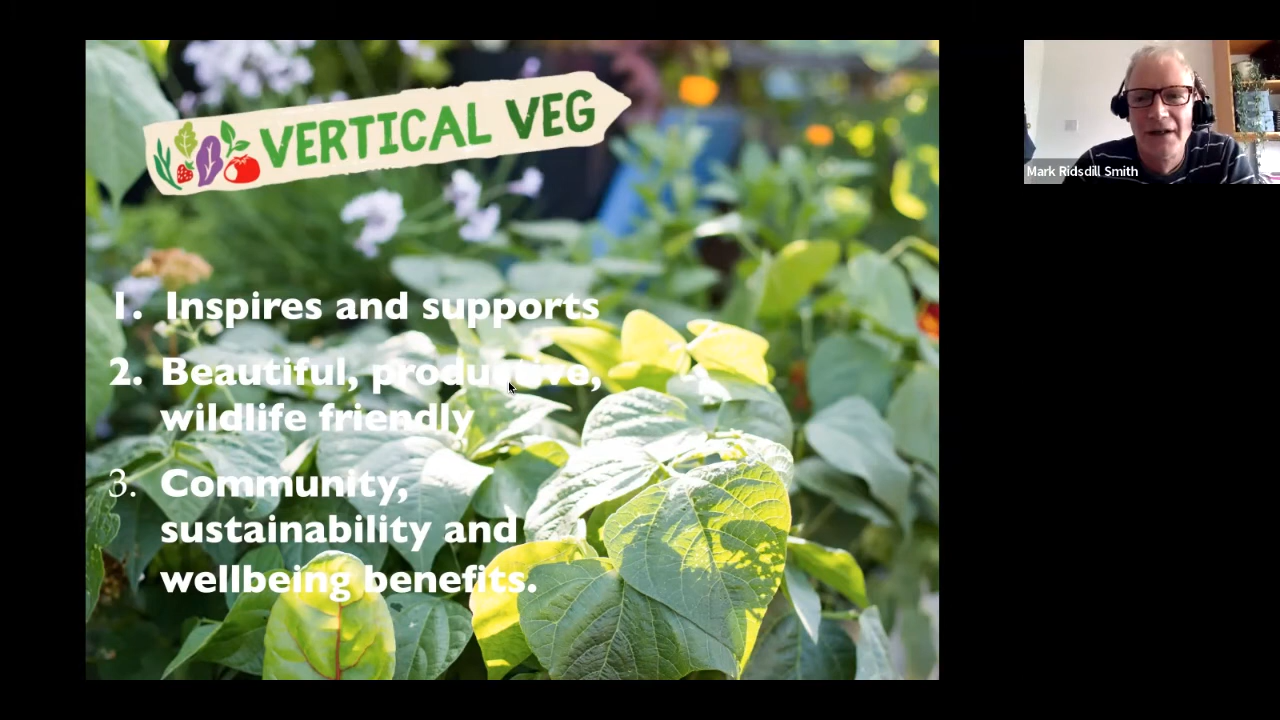 VERTICAL VEG
1. Inspires and supports
2. Beautiful, productive,
wildlife friendly
3. Community,
sustainability and
wellbeing benefits.
Mark Ridsdill Smith